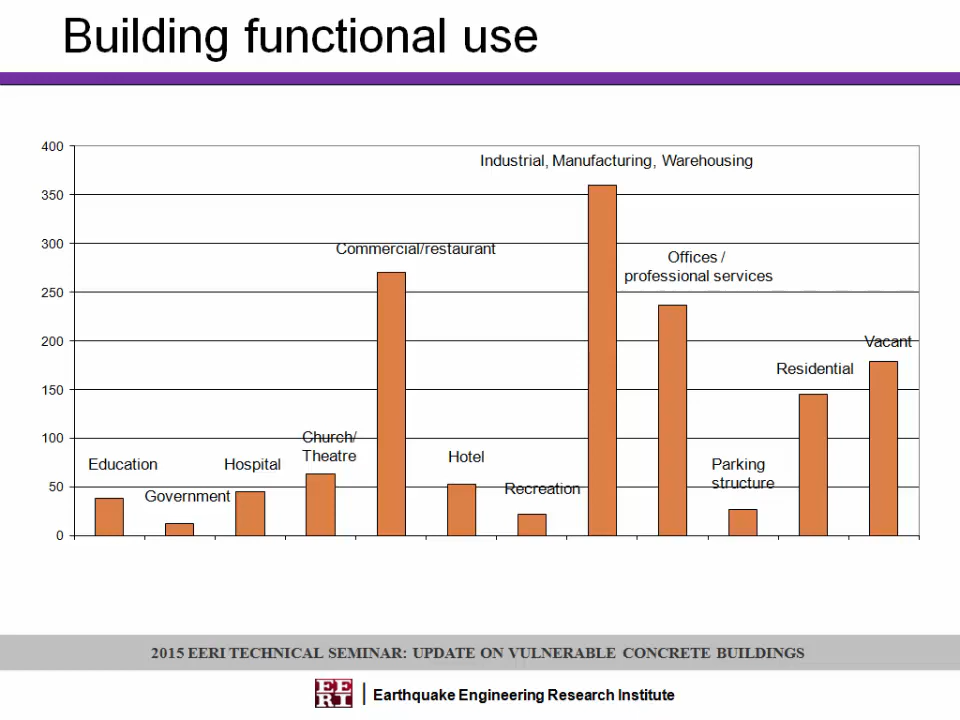 Building functional use
400
350
300
250
200
150
100
50
0
Education
Government
Hospital
Church/
Theatre
Commercial/restaurant
Hotel
Recreation
Industrial, Manufacturing, Warehousing
Offices /
professional services
Parking
structure
Residential
Vacant
2015 EERI TECHNICAL SEMINAR: UPDATE ON VULNERABLE CONCRETE BUILDINGS
EE
RI
Earthquake Engineering Research Institute